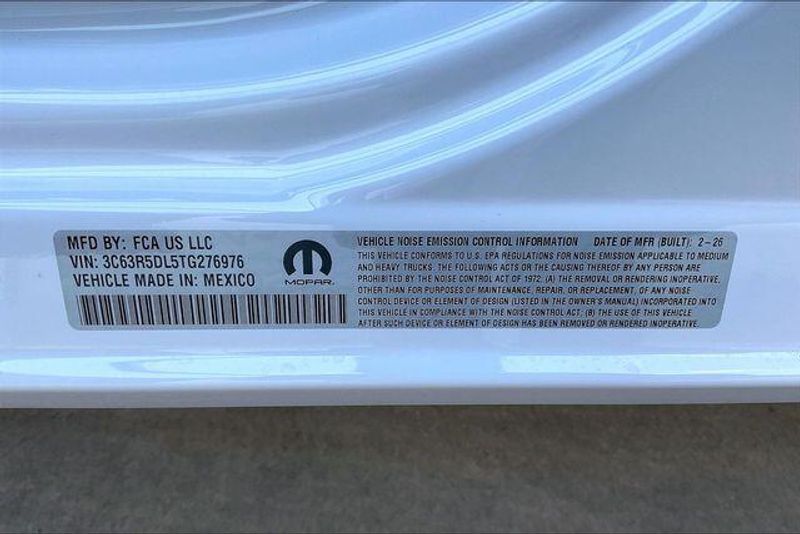 MFD BY: FCA US LLC
VIN: 3C63R5DL5TG276976
VEHICLE MADE IN: MEXICO
MOPAR
VEHICLE NOISE EMISSION CONTROL INFORMATION DATE OF MFR (BUILT): 2-26
THIS VEHICLE CONFORMS TO U.S. EPA REGULATIONS FOR NOISE EMISSION APPLICABLE TO MEDIUM
AND HEAVY TRUCKS. THE FOLLOWING ACTS OR THE CAUSING THEREOF BY ANY PERSON
ARE PROHIBITED BY THE NOISE CONTROL ACT OF 1972: (A) THE REMOVAL OR RENDERING INOPERATIVE,
OTHER THAN FOR PURPOSES OF MAINTENANCE, REPAIR, OR REPLACEMENT, OF ANY NOISE
CONTROL DEVICE OR ELEMENT OF DESIGN (LISTED IN THE OWNER'S MANUAL) INCORPORATED INTO
THIS VEHICLE IN COMPLIANCE WITH THE NOISE CONTROL ACT; (B) THE USE OF THIS VEHICLE
AFTER SUCH DEVICE OR ELEMENT OF DESIGN HAS BEEN REMOVED OR RENDERED INOPERATIVE.